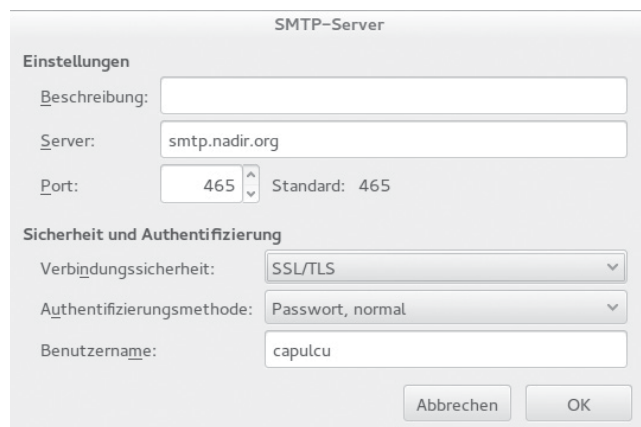 SMTP-Server
Einstellungen
Beschreibung:
Server: smtp.nadir.org
Port: 465 Standard: 465
Sicherheit und Authentifizierung
Verbindungssicherheit: SSL/TLS
Authentifizierungsmethode: Passwort, normal
Benutzername: capulcu
Abbrechen OK